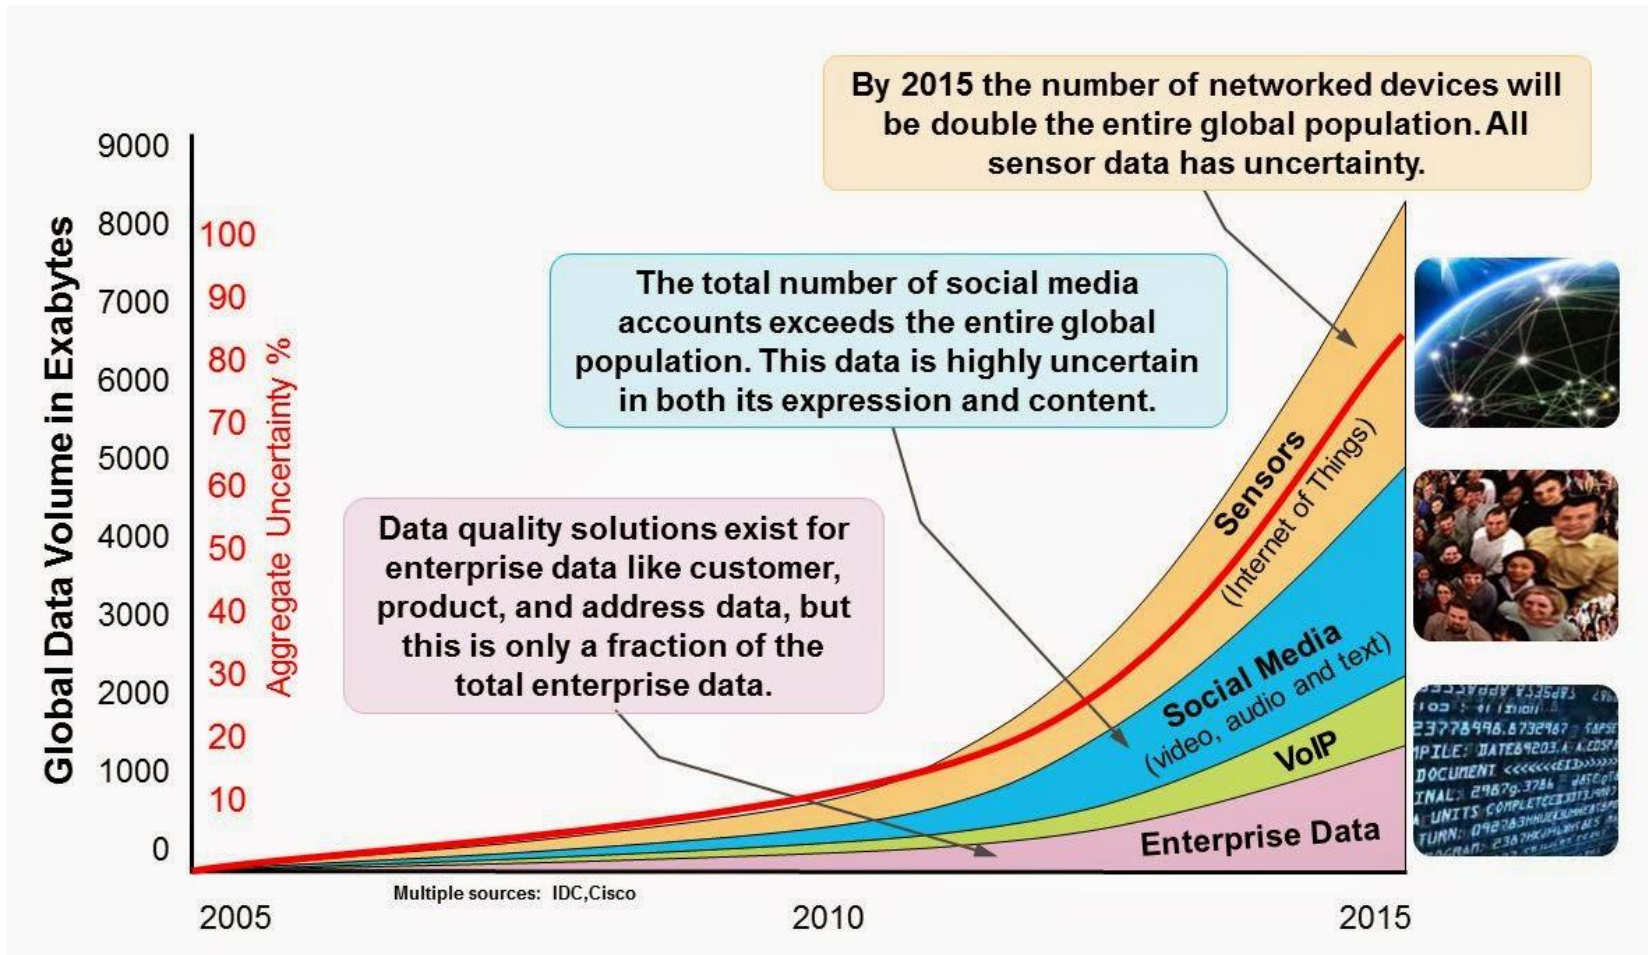 By 2015 the number of networked devices will
be double the entire global population. All
sensor data has uncertainty.
The total number of social media
accounts exceeds the entire global
population. This data is highly uncertain
in both its expression and content.
Data quality solutions exist for
enterprise data like customer,
product, and address data, but
this is only a fraction of the
total enterprise data.
Global Data Volume in Exabytes
9000
8000
7000
6000
5000
4000
3000
2000
1000
0
Aggregate Uncertainty %
100
90
80
70
60
50
40
30
20
10
Sensors
(Internet of Things)
Social Media
(video, audio and text)
VoIP
Enterprise Data
Multiple sources: IDC,Cisco
2005
2010
2015
DOCUMENT